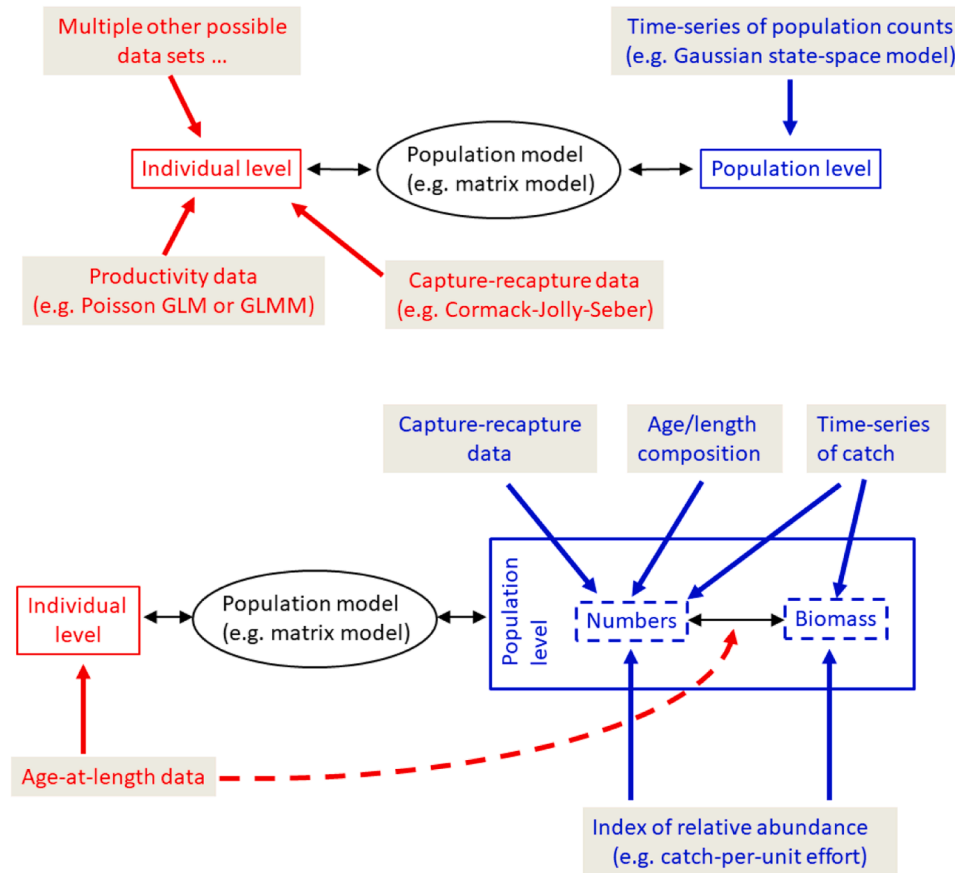 Multiple other possible
data sets ...
Time-series of population counts
(e.g. Gaussian state-space model)
Individual level
Population model
(e.g. matrix model)
Population level
Productivity data
(e.g. Poisson GLM or GLMM)
Capture-recapture data
(e.g. Cormack-Jolly-Seber)
Capture-recapture
data
Age/length
composition
Time-series
of catch
Individual
level
Population model
(e.g. matrix model)
Population
level
Numbers
Biomass
Age-at-length data
Index of relative abundance
(e.g. catch-per-unit effort)